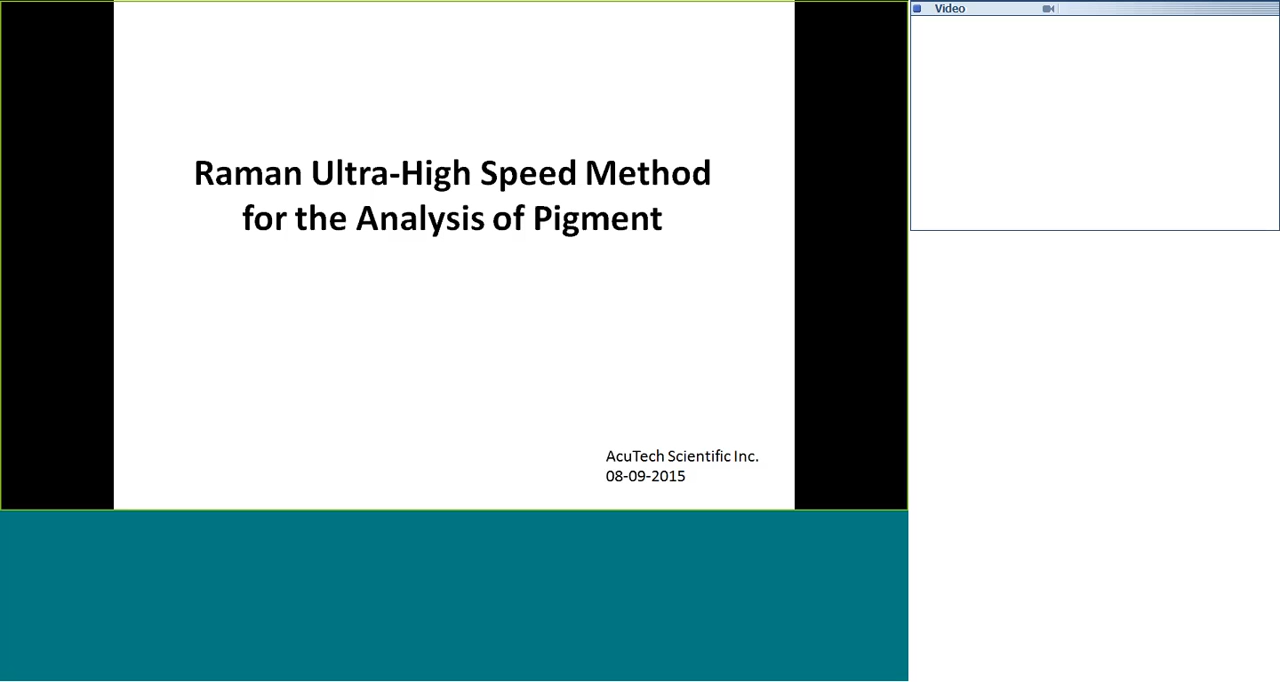 Video
Raman Ultra-High Speed Method
for the Analysis of Pigment
AcuTech Scientific Inc.
08-09-2015